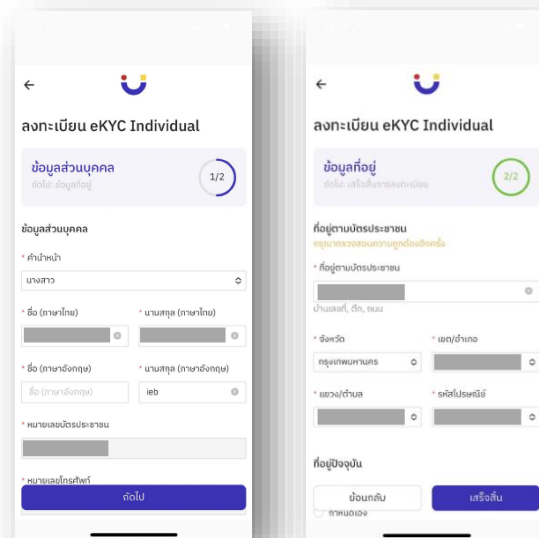 ลงทะเบียน eKYC Individual
ข้อมูลส่วนบุคคล
ถัดไป: ข้อมูลที่อยู่
1/2
ข้อมูลส่วนบุคคล
* คำนำหน้า
นางสาว
* ชื่อ (ภาษาไทย)
* นามสกุล (ภาษาไทย)
* ชื่อ (ภาษาอังกฤษ)
* นามสกุล (ภาษาอังกฤษ)
ชื่อ (ภาษาอังกฤษ)
ieb
* หมายเลขบัตรประชาชน
* หมายเลขโทรศัพท์
ถัดไป
ลงทะเบียน eKYC Individual
ข้อมูลที่อยู่
ถัดไป: เสร็จสิ้นการลงทะเบียน
2/2
ที่อยู่ตามบัตรประชาชน
กรุณาตรวจสอบความถูกต้องอีกครั้ง
* ที่อยู่ตามบัตรประชาชน
บ้านเลขที่, ตึก, ถนน
* จังหวัด
* เขต/อำเภอ
กรุงเทพมหานคร
* แขวง/ตำบล
* รหัสไปรษณีย์
ที่อยู่ปัจจุบัน
ย้อนกลับ
เสร็จสิ้น
กำหนดเอง